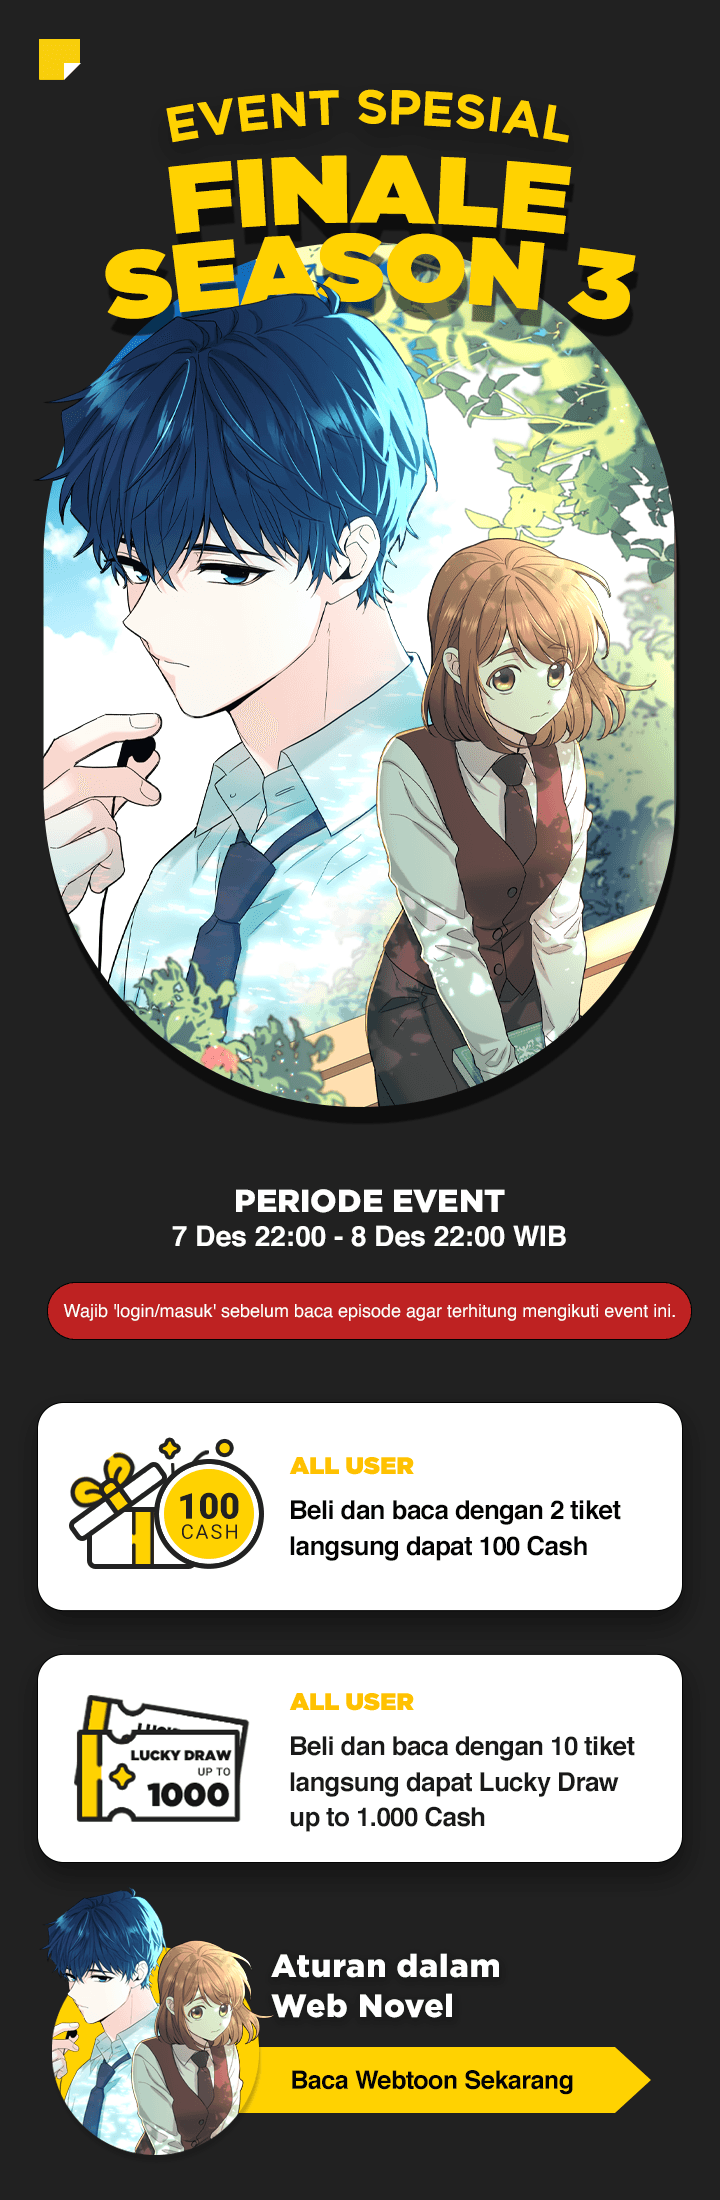 EVENT SPESIAL
FINALE
SEASON 3
PERIODE EVENT
7 Des 22:00 - 8 Des 22:00 WIB
Wajib 'login/masuk' sebelum baca episode agar terhitung mengikuti event ini.
100
CASH
ALL USER
Beli dan baca dengan 2 tiket
langsung dapat 100 Cash
LUCKY DRAW
UP TO
1000
ALL USER
Beli dan baca dengan 10 tiket
langsung dapat Lucky Draw
up to 1.000 Cash
Aturan dalam
Web Novel
Baca Webtoon Sekarang